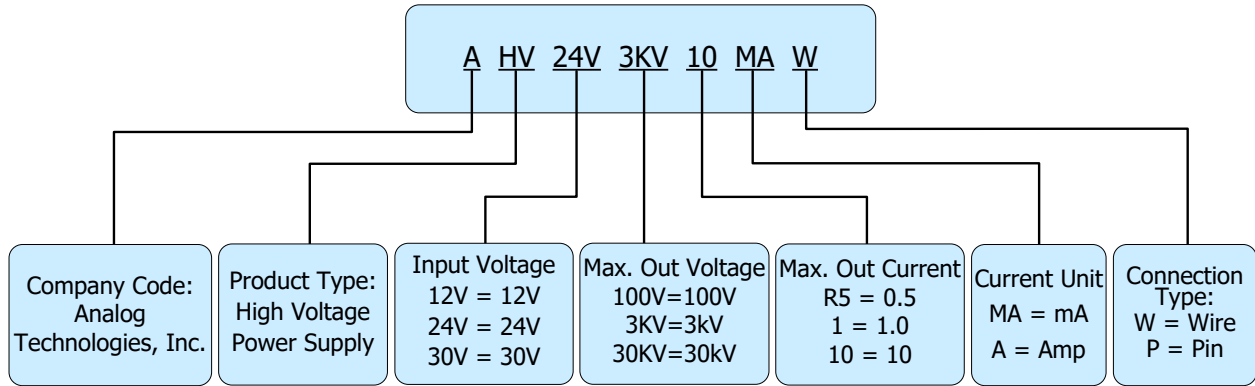 A HV 24V 3KV 10 MA W
Company Code:
Analog
Technologies, Inc.
Product Type:
High Voltage
Power Supply
Input Voltage
12V = 12V
24V = 24V
30V = 30V
Max. Out Voltage
100V=100V
3KV=3kV
30KV=30kV
Max. Out Current
R5 = 0.5
1 = 1.0
10 = 10
Current Unit
MA = mA
A = Amp
Connection
Type:
W = Wire
P = Pin